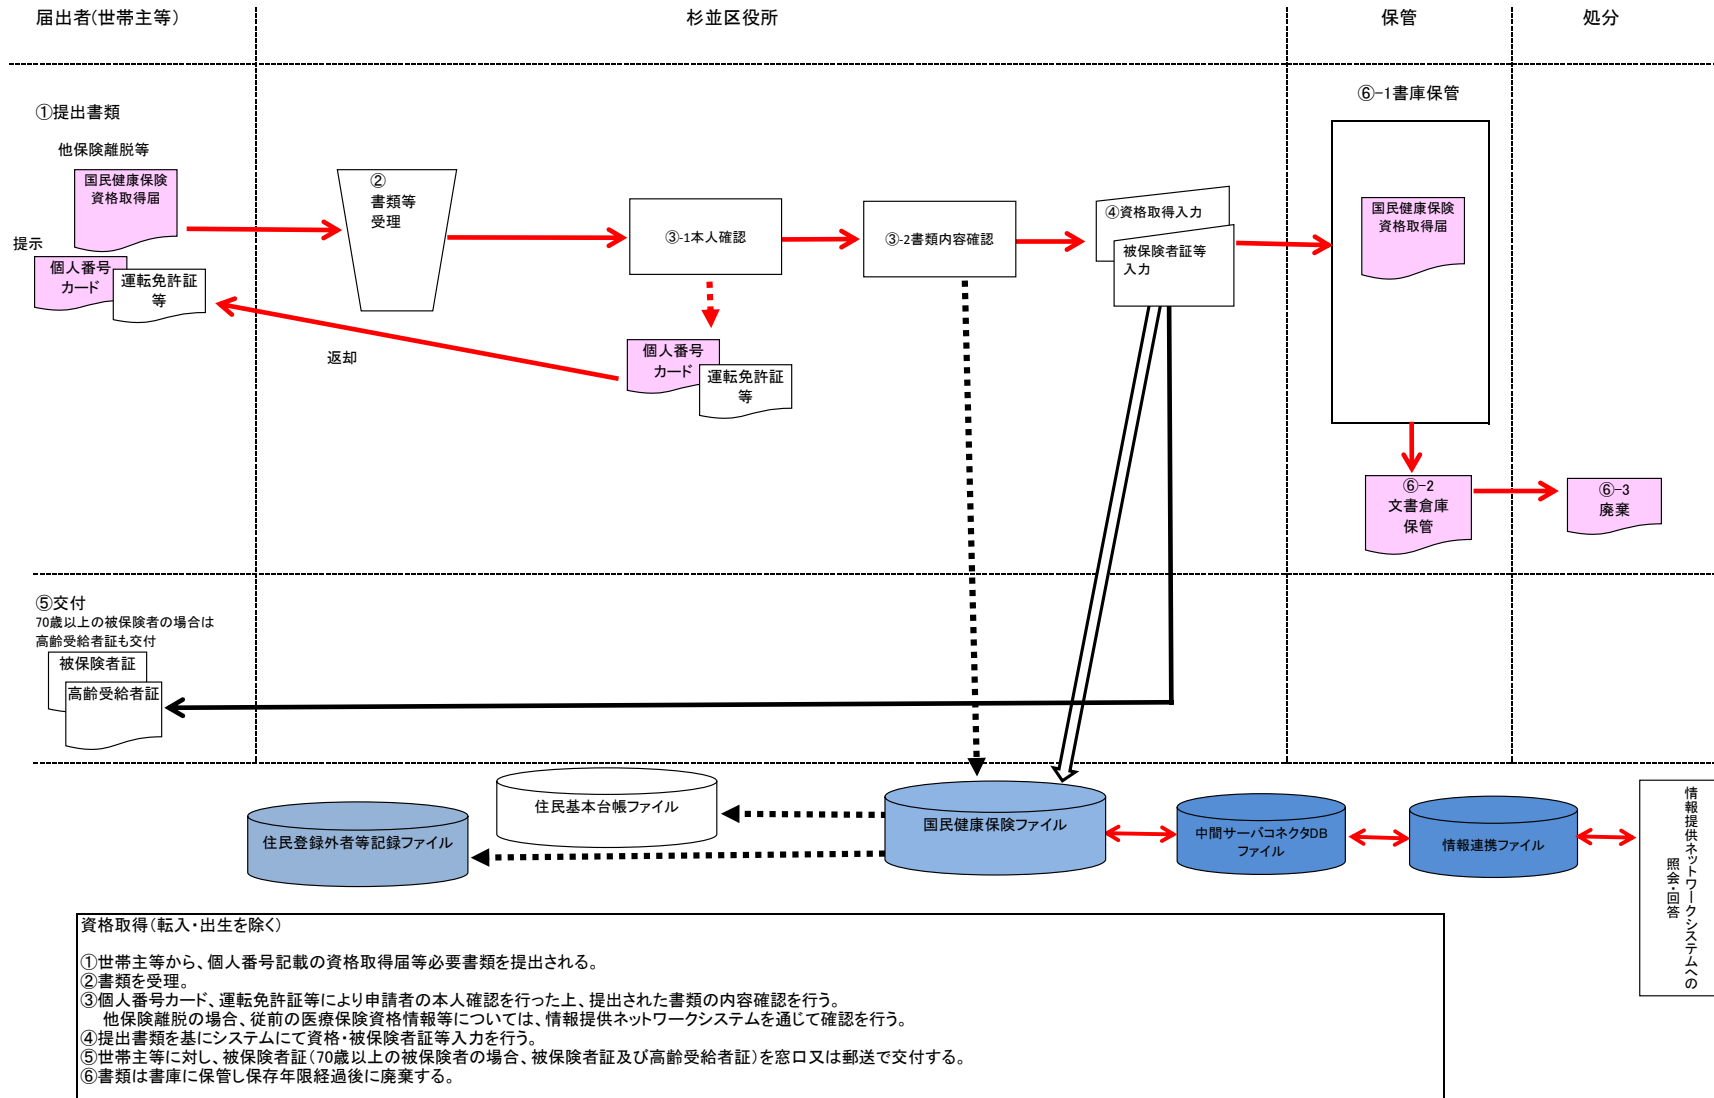 届出者(世帯主等)
杉並区役所
保管
処分
①提出書類
他保険離脱等
国民健康保険
資格取得届
提示
個人番号
カード
運転免許証
等
②
書類等
受理
③-1本人確認
③-2書類内容確認
④資格取得入力
被保険者証等
入力
⑥-1書庫保管
国民健康保険
資格取得届
返却
個人番号
カード
運転免許証
等
⑥-2
文書倉庫
保管
⑥-3
廃棄
⑤交付
70歳以上の被保険者の場合は
高齢受給者証も交付
被保険者証
高齢受給者証
住民登録外者等記録ファイル
住民基本台帳ファイル
国民健康保険ファイル
中間サーバコネクタDB
ファイル
情報連携ファイル
情報提供ネットワークシステムへの
照会・回答
資格取得(転入・出生を除く)
①世帯主等から、個人番号記載の資格取得届等必要書類を提出される。
②書類を受理。
③個人番号カード、運転免許証等により申請者の本人確認を行った上、提出された書類の内容確認を行う。
他保険離脱の場合、従前の医療保険資格情報等については、情報提供ネットワークシステムを通じて確認を行う。
④提出書類を基にシステムにて資格・被保険者証等入力を行う。
⑤世帯主等に対し、被保険者証(70歳以上の被保険者の場合、被保険者証及び高齢受給者証)を窓口又は郵送で交付する。
⑥書類は書庫に保管し保存年限経過後に廃棄する。